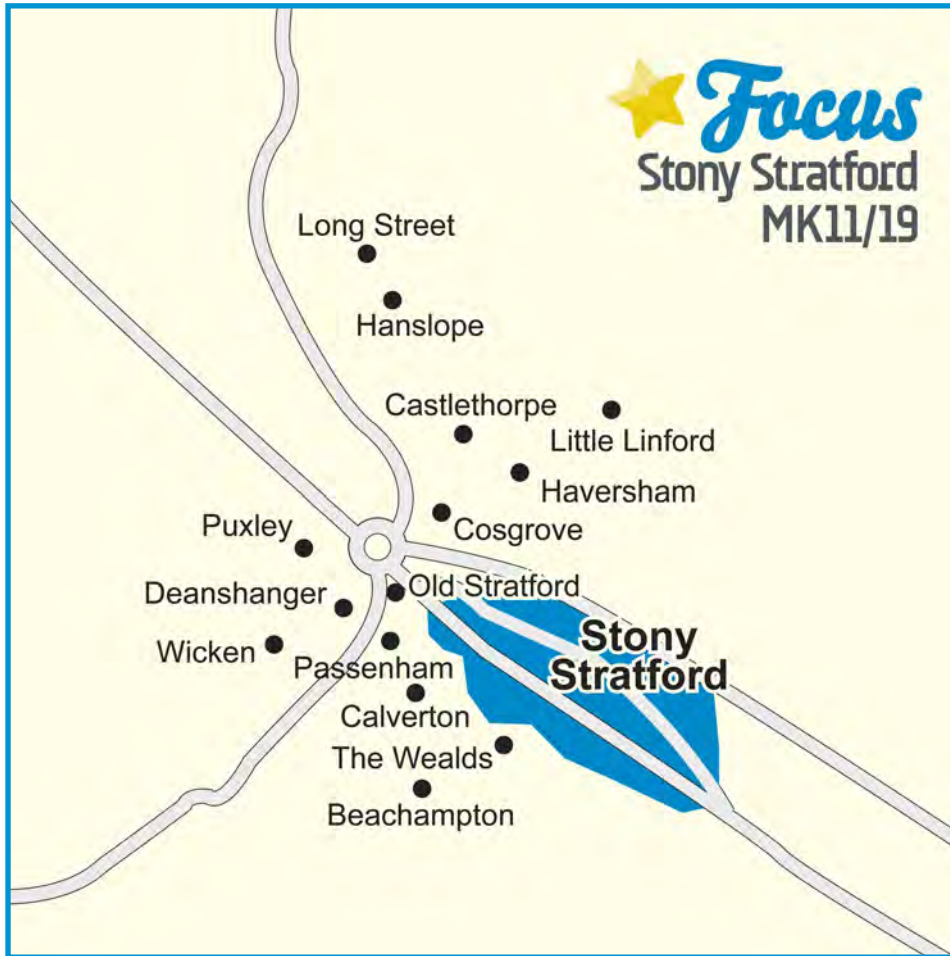 Focus
Stony Stratford
MK11/19
Long Street
Hanslope
Castlethorpe
Little Linford
Haversham
Cosgrove
Puxley
Old Stratford
Deanshanger
Wicken
Passenham
Stony
Stratford
Calverton
The Wealds
Beachampton